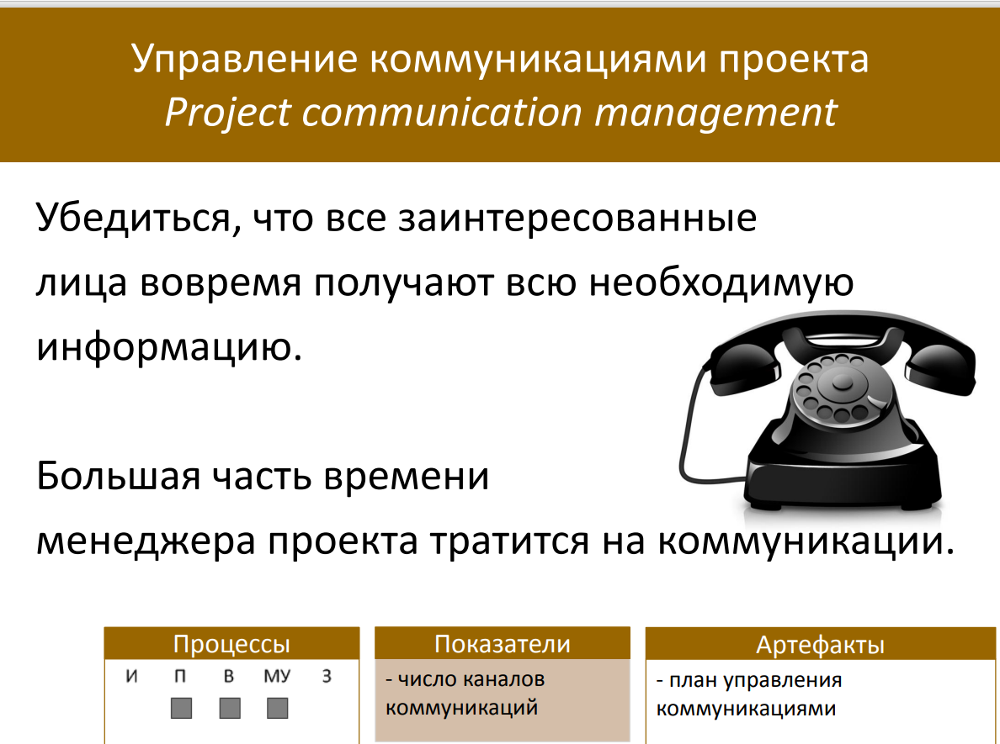 Управление коммуникациями проекта
Project communication management
Убедиться, что все заинтересованные
лица вовремя получают всю необходимую
информацию.
Большая часть времени
менеджера проекта тратится на коммуникации.
Процессы
И П В МУ З
Показатели
- число каналов
коммуникаций
Артефакты
- план управления
коммуникациями